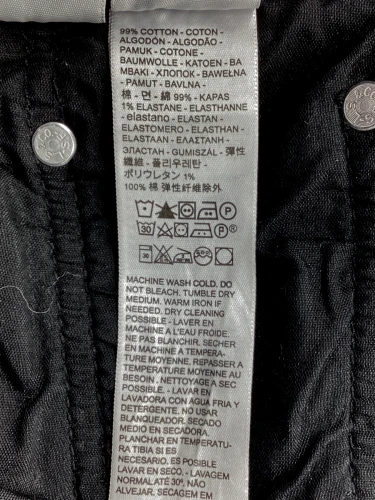 99% COTTON - COTON -
ALGODÓN - ALGODÃO -
PAMUK - COTONE -
BAUMWOLLE - KATOEN - BA
MBAKI - ХЛОПОК - BAWEŁNA
- PAMUT - BAVLNA -
棉 - 면 - 綿 99% - KAPAS
1% ELASTANE - ELASTHANNE
- elastano - ELASTAN -
ELASTOMERO - ELASTHAN -
ELASTAAN - ΕΛΑΣΤΑΝΗ -
ЭЛАСТАН - GUMISZÁL - 弹性
纖維 - 폴리우레탄 -
ポリウレタン 1%
100% 棉 弹性纤维除外
P
30 P
MACHINE WASH COLD. DO
NOT BLEACH. TUMBLE DRY
MEDIUM. WARM IRON IF
NEEDED. DRY CLEANING
POSSIBLE - LAVER EN
MACHINE A L'EAU FROIDE.
NE PAS BLANCHIR. SECHER
EN MACHINE A TEMPERA-
TURE MOYENNE. REPASSER A
TEMPERATURE MOYENNE AU
BESOIN . NETTOYAGE A SEC
POSSIBLE - LAVAR EN
LAVADORA CON AGUA FRIA Y
DETERGENTE. NO USAR
BLANQUEADOR. SECAR
MEDIO EN SECADORA.
PLANCHAR EN TEMPERATU-
RA TIBIA SI ES
NECESARIO. ES POSIBLE
LAVAR EN SECO. - LAVAGEM
NORMAL ATÉ 30º. NÃO
ALVEJAR. SECAGEM EM